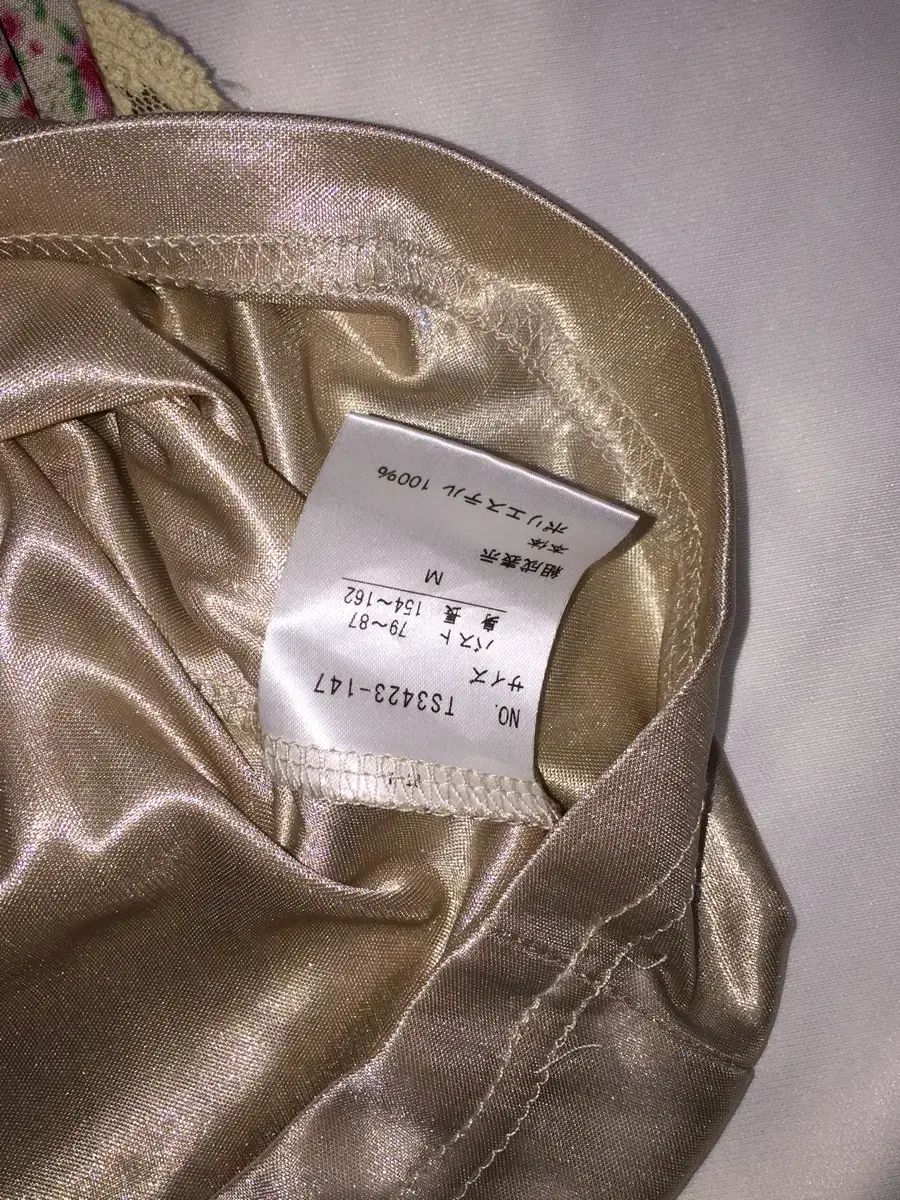 NO. TS3423-147
サイズ
バスト 79～87
身長 154～162
M
組成表示
本体
ポリエステル 100%